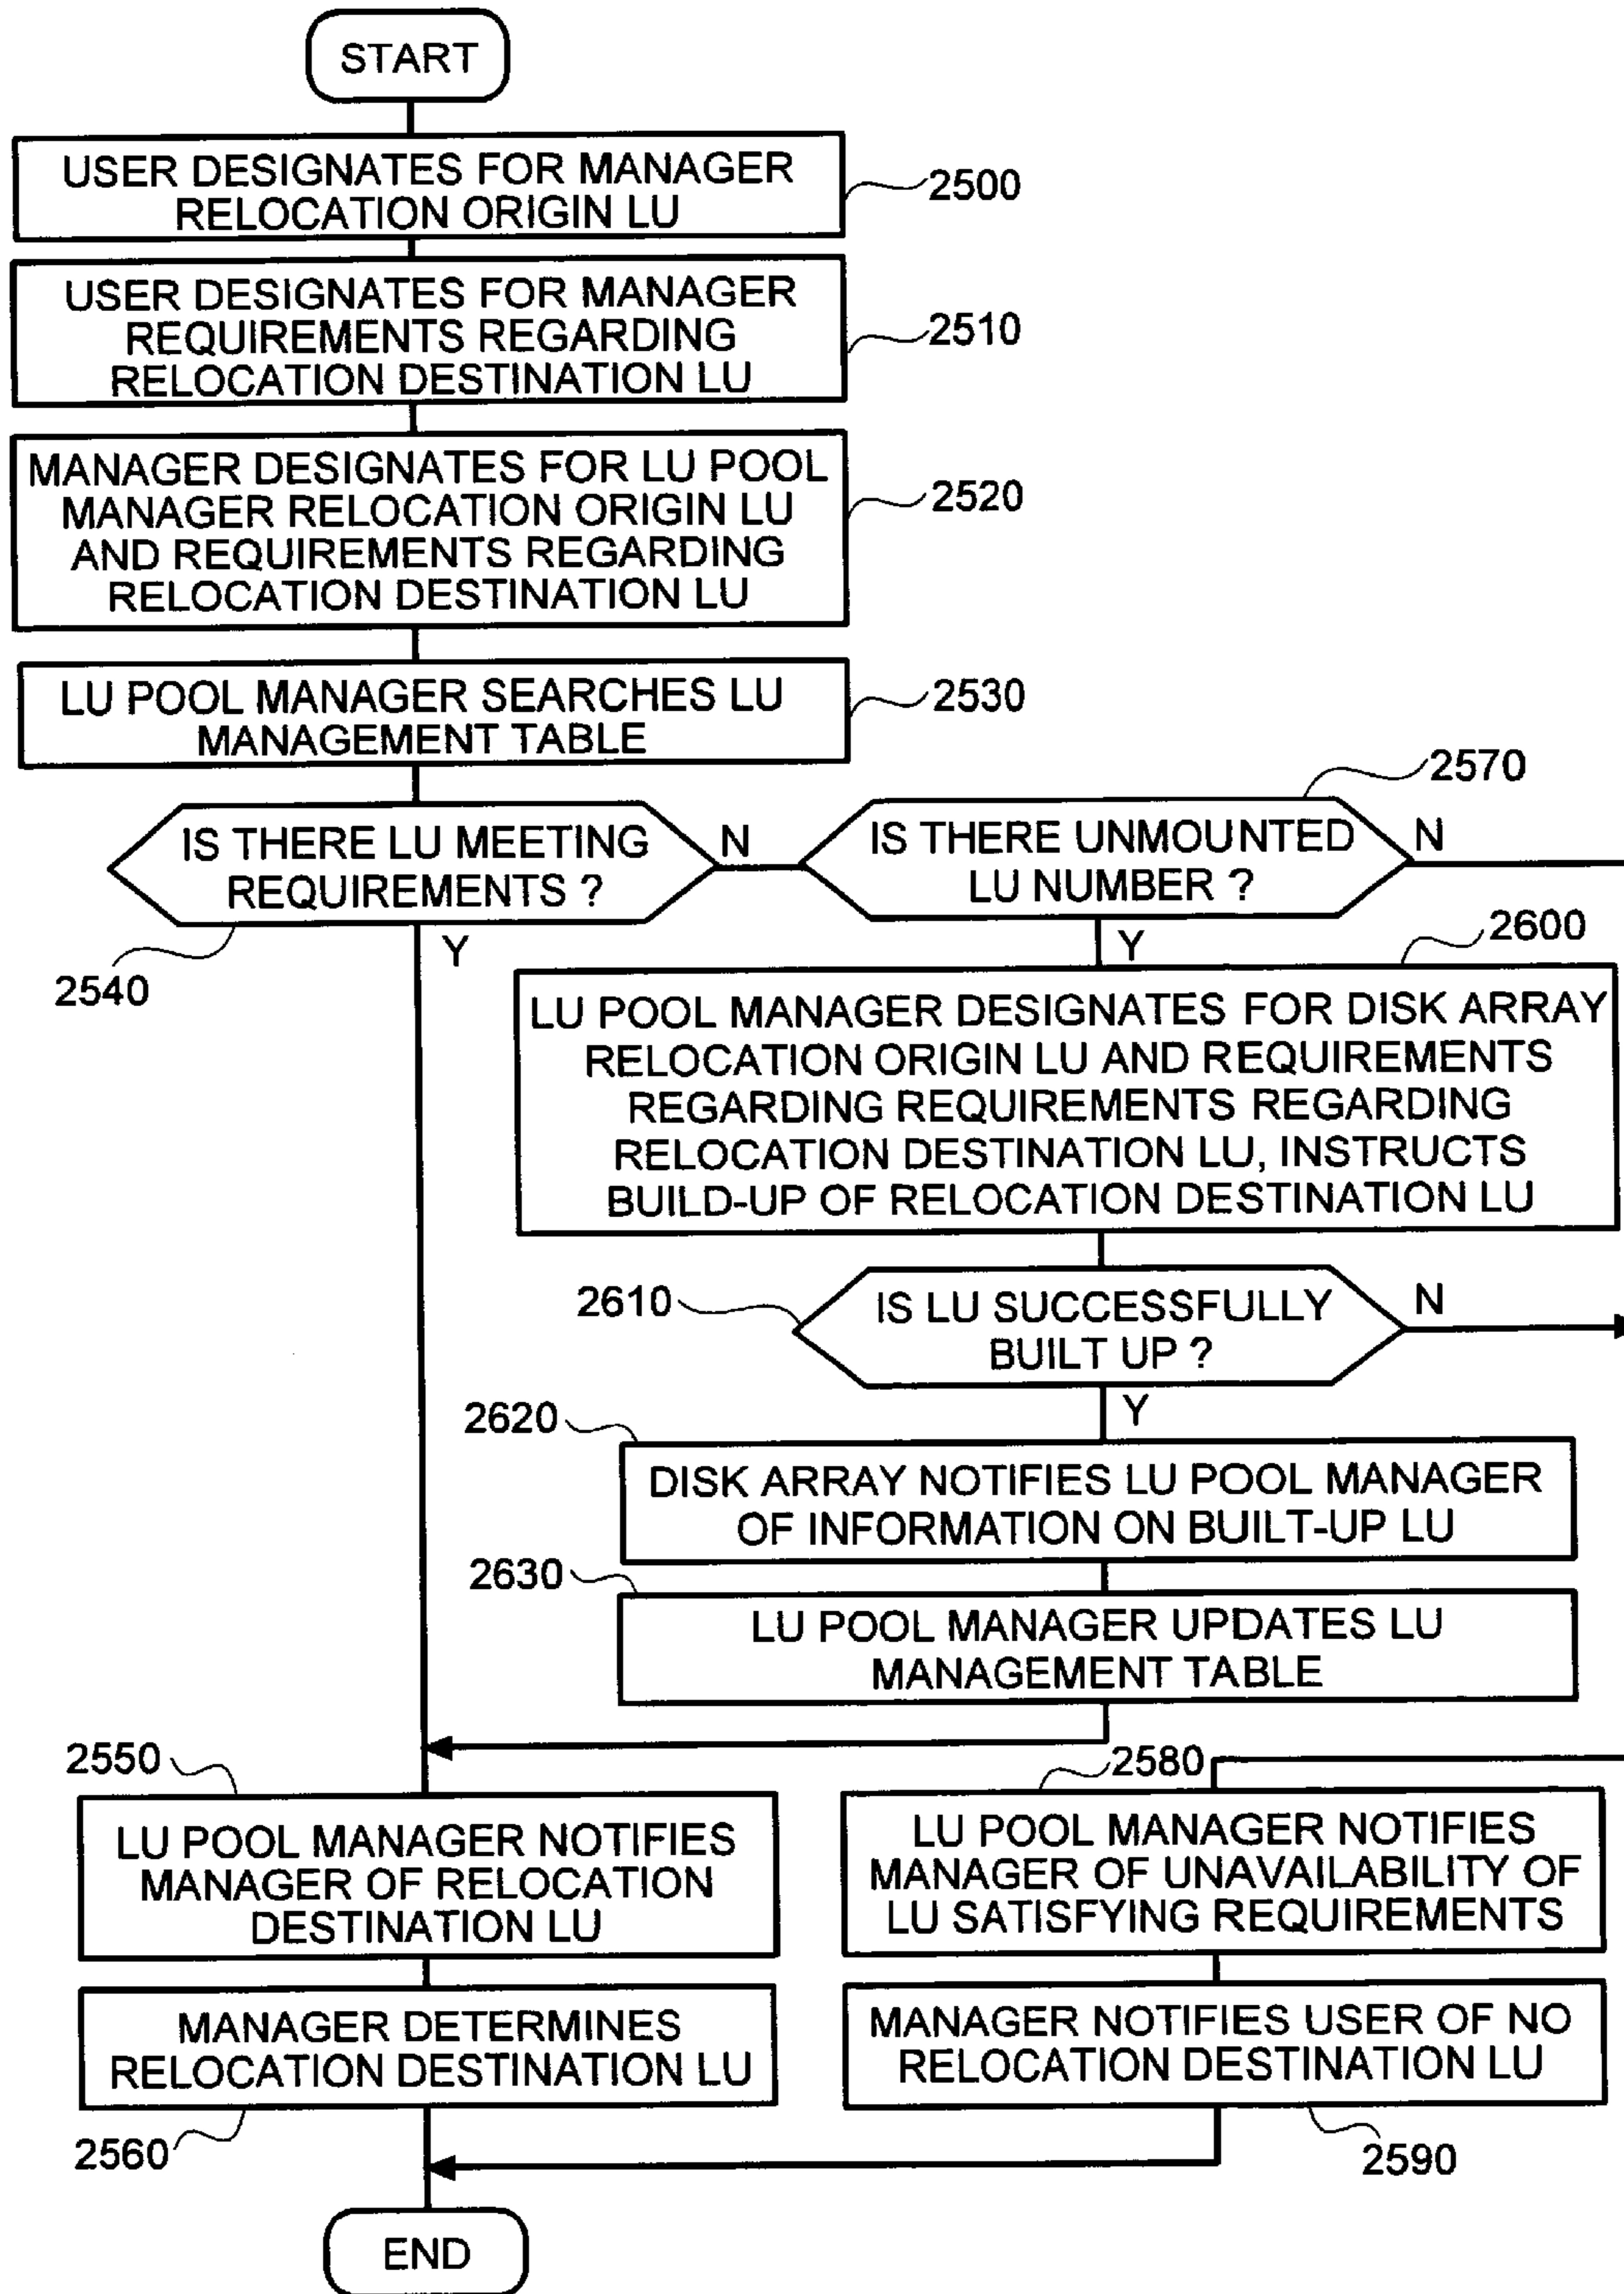 START
USER DESIGNATES FOR MANAGER
RELOCATION ORIGIN LU
2500
USER DESIGNATES FOR MANAGER
REQUIREMENTS REGARDING
RELOCATION DESTINATION LU
2510
MANAGER DESIGNATES FOR LU POOL
MANAGER RELOCATION ORIGIN LU
AND REQUIREMENTS REGARDING
RELOCATION DESTINATION LU
2520
LU POOL MANAGER SEARCHES LU
MANAGEMENT TABLE
2530
IS THERE LU MEETING
REQUIREMENTS ?
N
Y
2540
2570
IS THERE UNMOUNTED
LU NUMBER ?
N
Y
2600
LU POOL MANAGER DESIGNATES FOR DISK ARRAY
RELOCATION ORIGIN LU AND REQUIREMENTS
REGARDING REQUIREMENTS REGARDING
RELOCATION DESTINATION LU, INSTRUCTS
BUILD-UP OF RELOCATION DESTINATION LU
2610
IS LU SUCCESSFULLY
BUILT UP ?
N
Y
2620
DISK ARRAY NOTIFIES LU POOL MANAGER
OF INFORMATION ON BUILT-UP LU
2630
LU POOL MANAGER UPDATES LU
MANAGEMENT TABLE
2550
LU POOL MANAGER NOTIFIES
MANAGER OF RELOCATION
DESTINATION LU
2580
LU POOL MANAGER NOTIFIES
MANAGER OF UNAVAILABILITY OF
LU SATISFYING REQUIREMENTS
MANAGER DETERMINES
RELOCATION DESTINATION LU
2560
MANAGER NOTIFIES USER OF NO
RELOCATION DESTINATION LU
2590
END